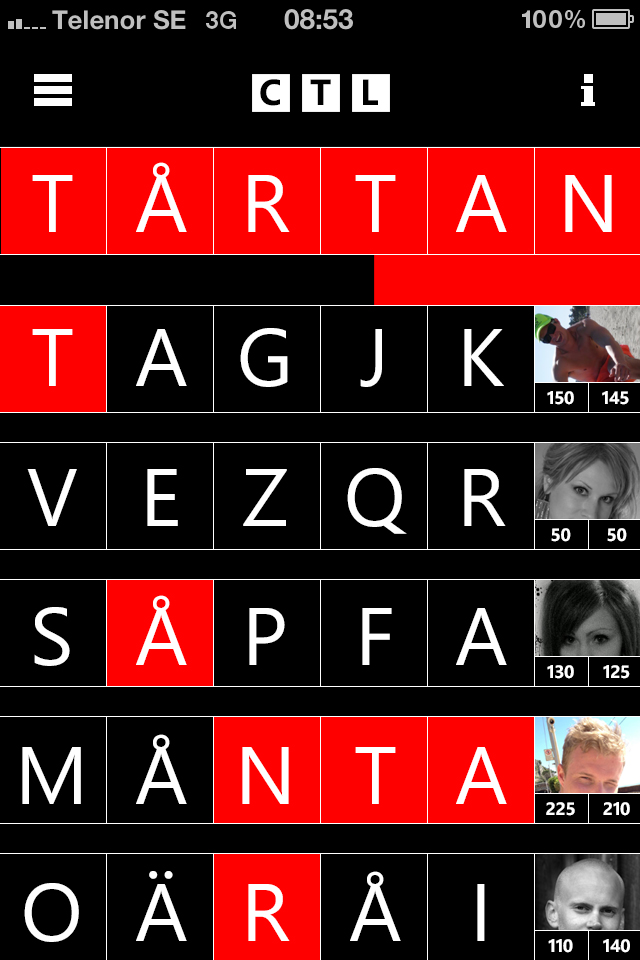 Telenor SE 3G 08:53 100%
C T L i
T Å R T A N
T A G J K
150 145
V E Z Q R
50 50
S Å P F A
130 125
M Å N T A
225 210
O Ä R Å I
110 140